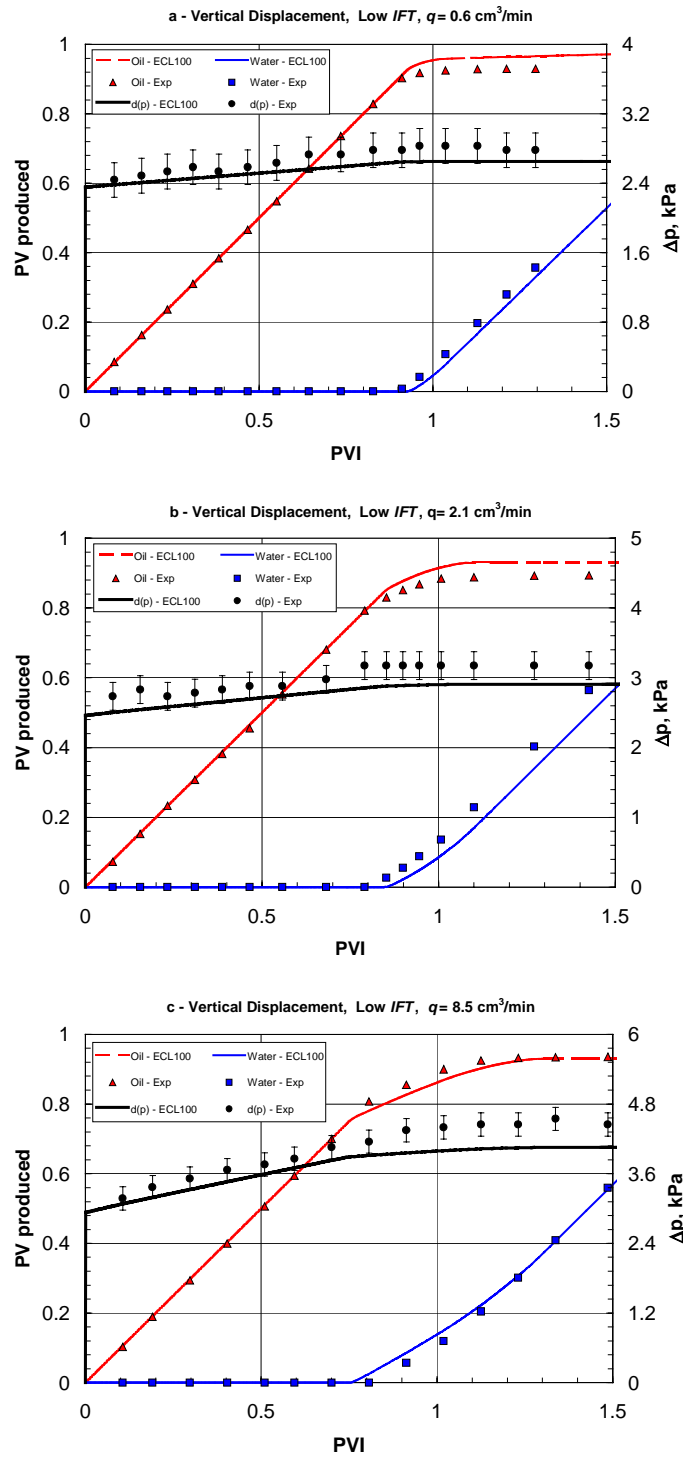 a - Vertical Displacement, Low IFT, q = 0.6 cm³/min
Oil - ECL100 Water - ECL100
Oil - Exp Water - Exp
d(p) - ECL100 d(p) - Exp
1
0.8
0.6
0.4
0.2
0
PV produced
4
3.2
2.4
1.6
0.8
0
Δp, kPa
0 0.5 1 1.5
PVI
b - Vertical Displacement, Low IFT, q= 2.1 cm³/min
Oil - ECL100 Water - ECL100
Oil - Exp Water - Exp
d(p) - ECL100 d(p) - Exp
1
0.8
0.6
0.4
0.2
0
PV produced
5
4
3
2
1
0
Δp, kPa
0 0.5 1 1.5
PVI
c - Vertical Displacement, Low IFT, q = 8.5 cm³/min
Oil - ECL100 Water - ECL100
Oil - Exp Water - Exp
d(p) - ECL100 d(p) - Exp
1
0.8
0.6
0.4
0.2
0
PV produced
6
4.8
3.6
2.4
1.2
0
Δp, kPa
0 0.5 1 1.5
PVI